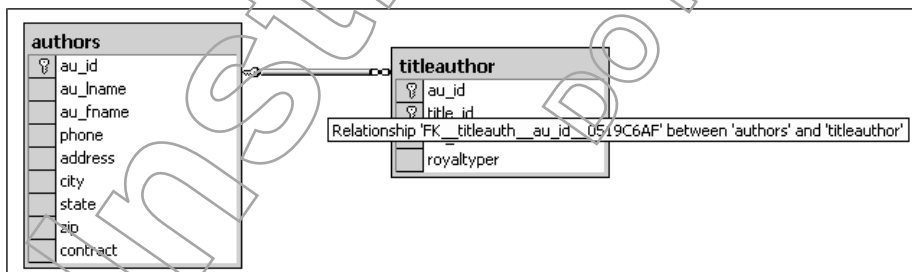 authors
au_id
au_lname
au_fname
phone
address
city
state
zip
contract
titleauthor
au_id
title_id
Relationship 'FK__titleauth__au_id__0519C6AF' between 'authors' and 'titleauthor'
royaltyper